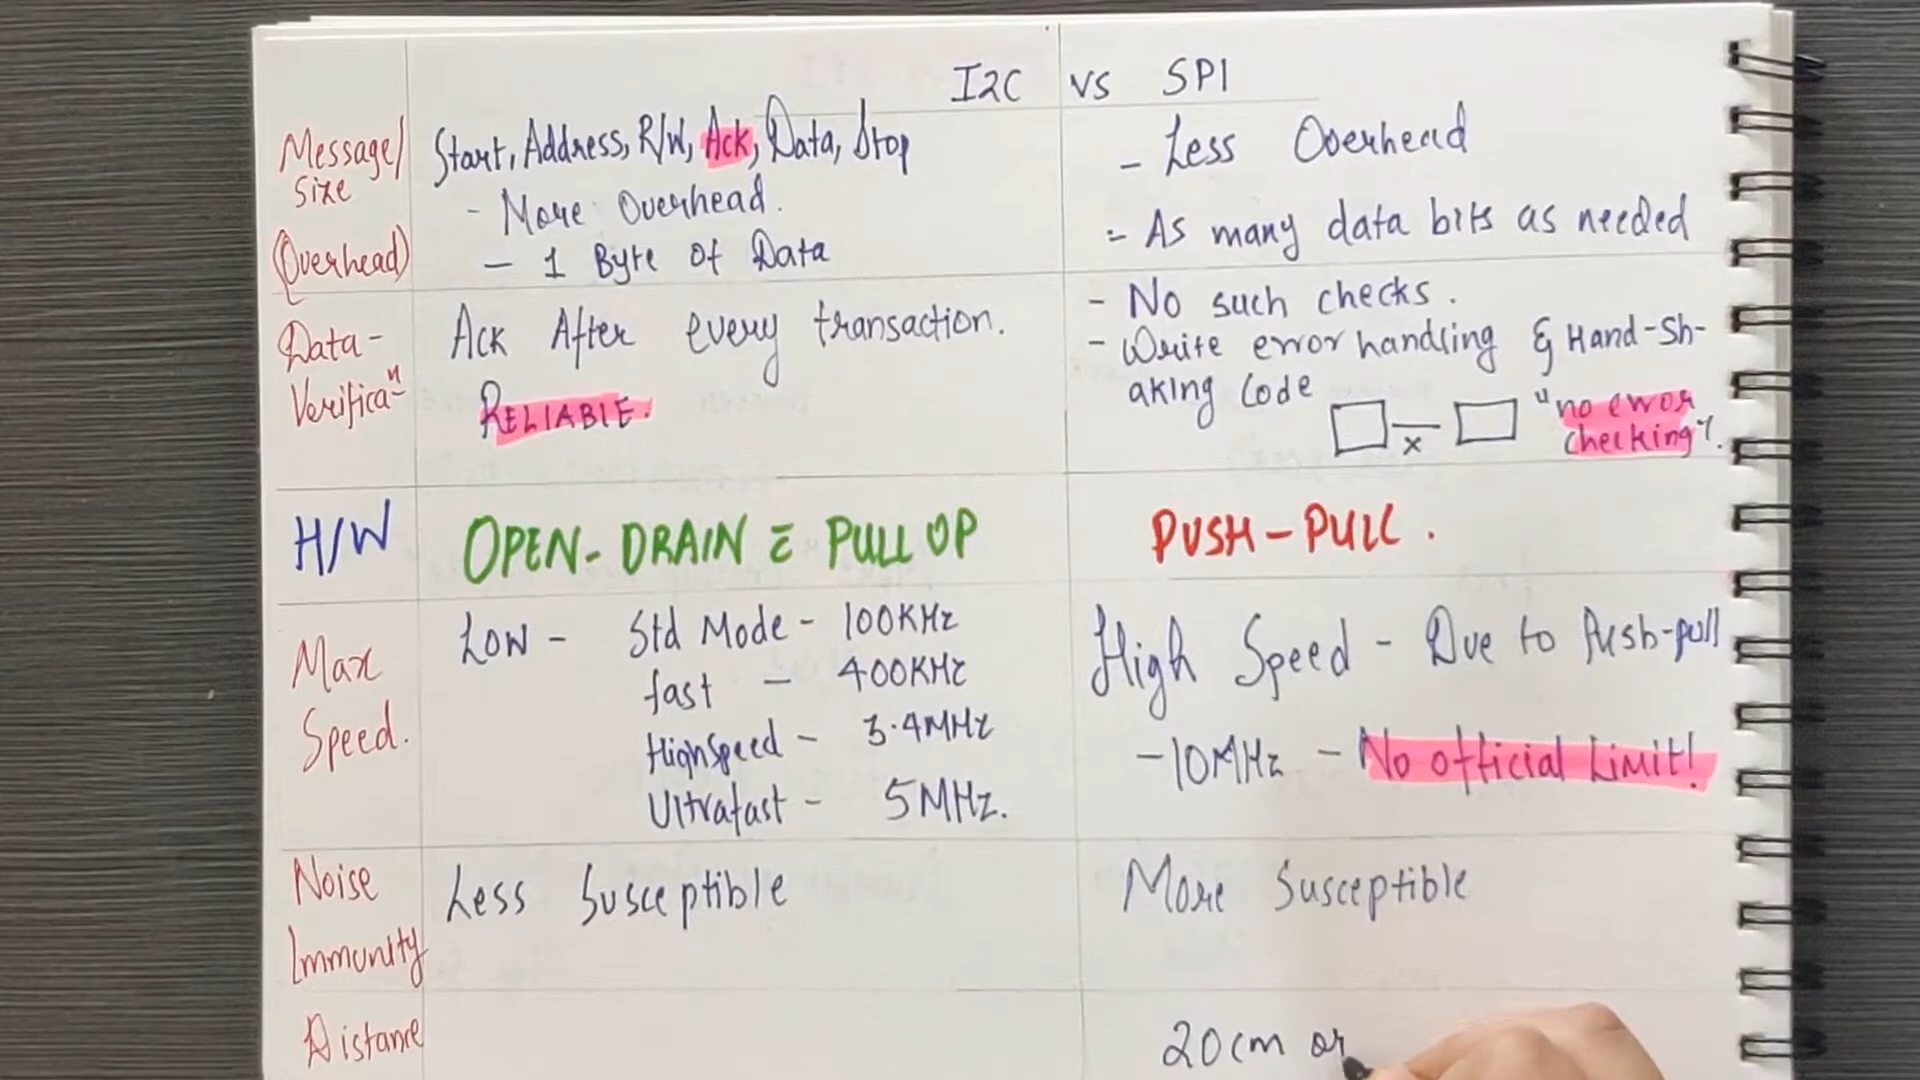 I2C vs SPI
Message/
Size
(Overhead)
Start, Address, R/W, Ack, Data, Stop
- More Overhead.
- 1 Byte of Data
- Less Overhead
- As many data bits as needed
Data-
Verifica-n
Ack After every transaction.
RELIABLE.
- No such checks.
- Write error handling & Hand-Sh-
aking Code
x
"no error
checking".
H/W
OPEN-DRAIN & PULL UP
PUSH-PULL.
Max
Speed.
Low - Std Mode - 100KHz
fast - 400KHz
Highspeed - 3.4MHz
Ultrafast - 5MHz.
High Speed - Due to Push-pull
-10MHz - No official Limit!
Noise
Immunity
Less Susceptible
More Susceptible
Distance
20cm or